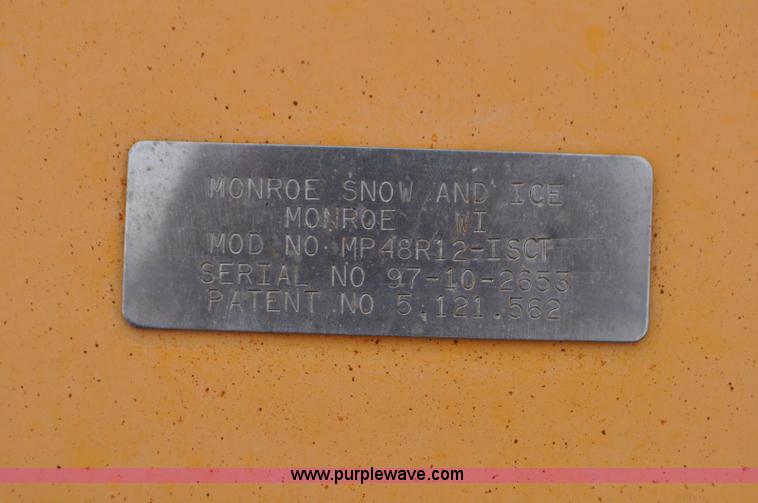 MONROE SNOW AND ICE
MONROE WI
MOD NO MP48R12-ISCT
SERIAL NO 97-10-2653
PATENT NO 5.121.562
www.purplewave.com